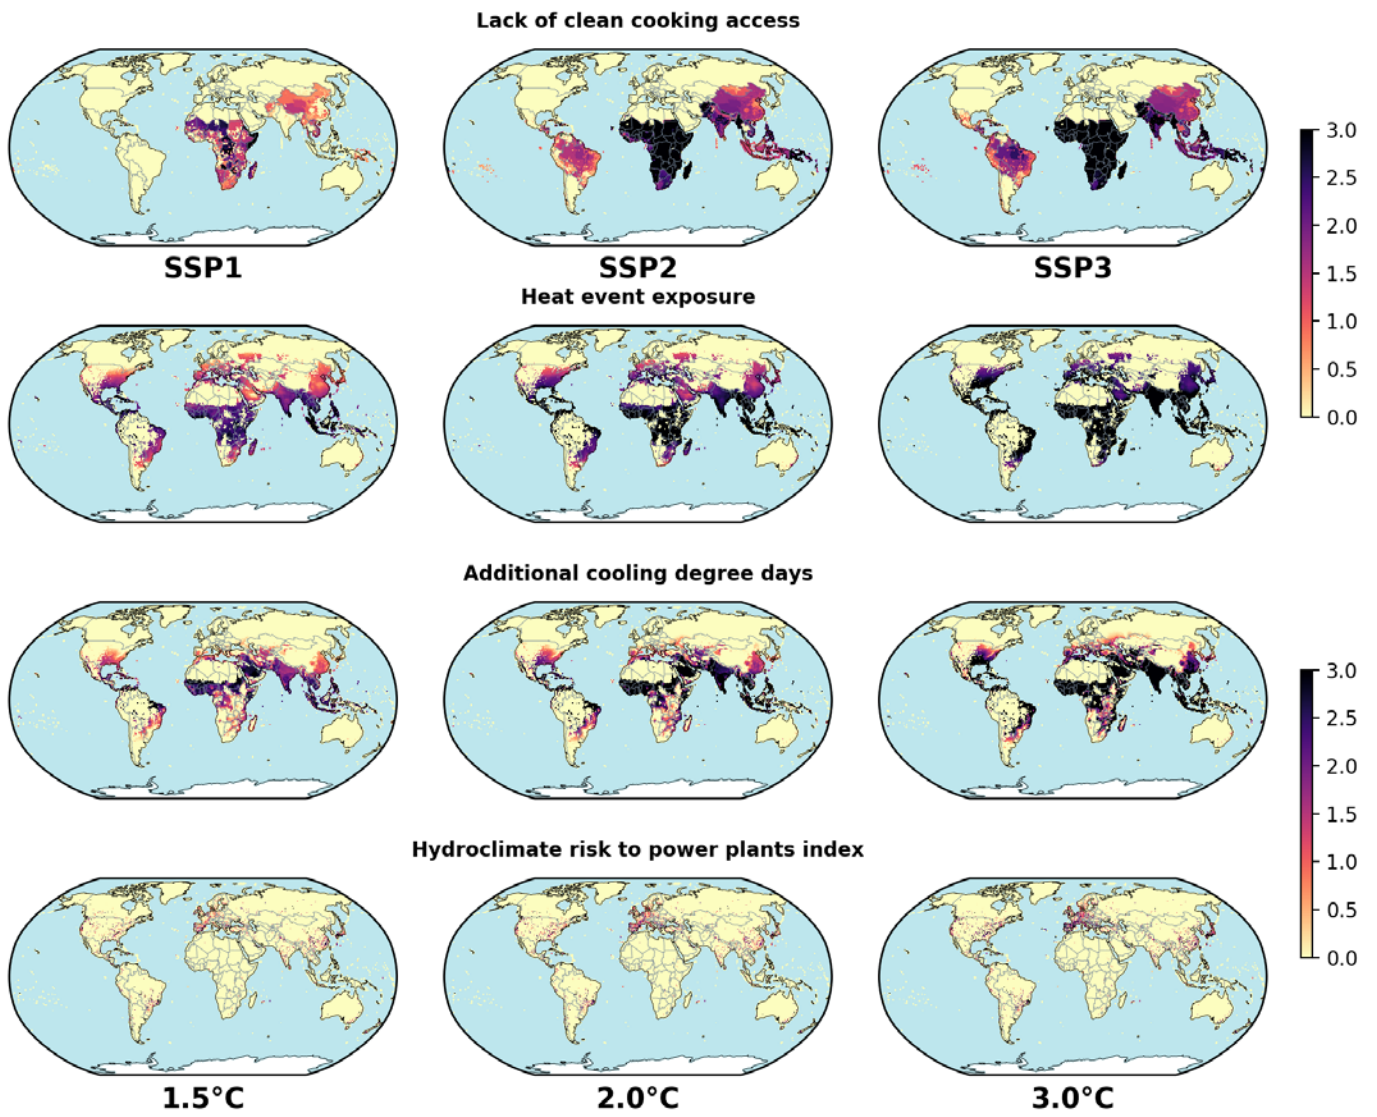 Lack of clean cooking access
SSP1 SSP2 SSP3
3.0
2.5
2.0
1.5
1.0
0.5
0.0
Heat event exposure
Additional cooling degree days
3.0
2.5
2.0
1.5
1.0
0.5
0.0
Hydroclimate risk to power plants index
1.5°C 2.0°C 3.0°C